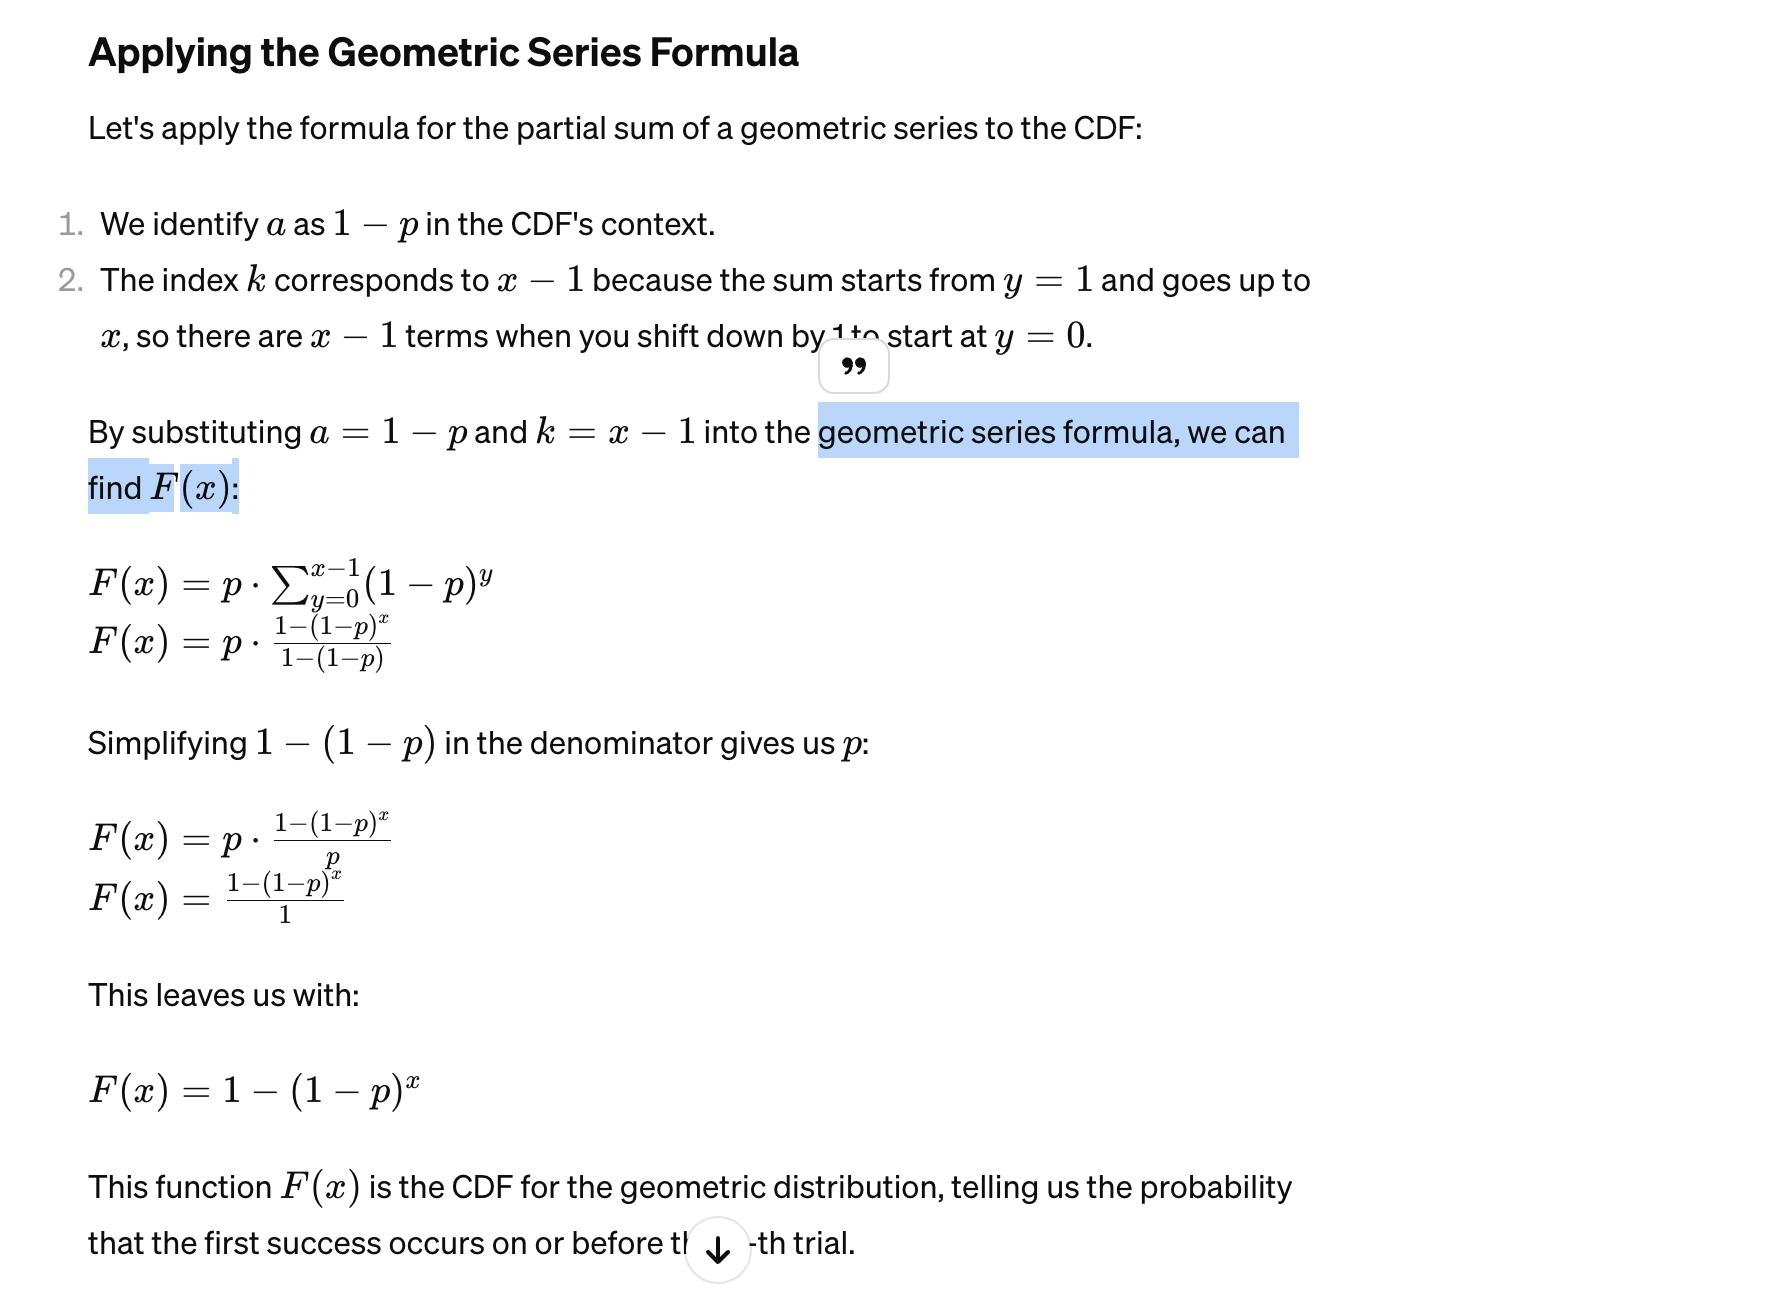 Applying the Geometric Series Formula
Let's apply the formula for the partial sum of a geometric series to the CDF:
1. We identify a as 1 − p in the CDF's context.
2. The index k corresponds to x − 1 because the sum starts from y = 1 and goes up to
x, so there are x − 1 terms when you shift down by 1 to start at y = 0.
”
By substituting a = 1 − p and k = x − 1 into the geometric series formula, we can
find F(x):
F(x) = p · ∑_{y=0}^{x−1}(1 − p)^y
F(x) = p · \frac{1−(1−p)^x}{1−(1−p)}
Simplifying 1 − (1 − p) in the denominator gives us p:
F(x) = p · \frac{1−(1−p)^x}{p}
F(x) = \frac{1−(1−p)^x}{1}
This leaves us with:
F(x) = 1 − (1 − p)^x
This function F(x) is the CDF for the geometric distribution, telling us the probability
that the first success occurs on or before -th trial.